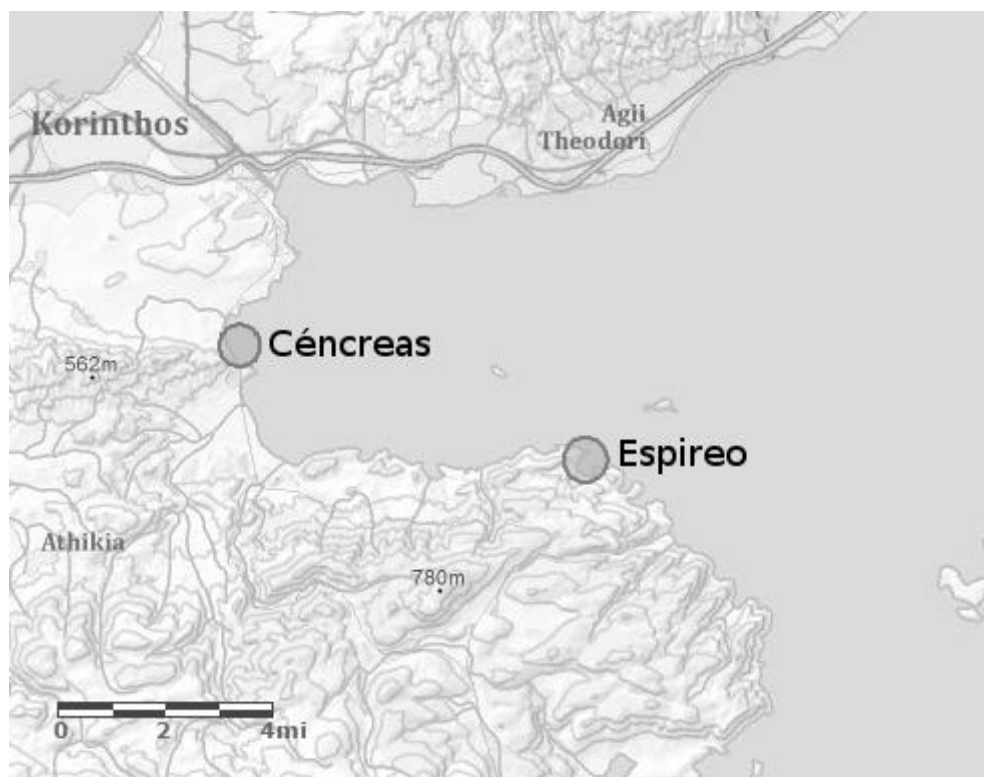 Korinthos
Agii
Theodori
Céncreas
562m
Espireo
Athikia
780m
0 2 4mi